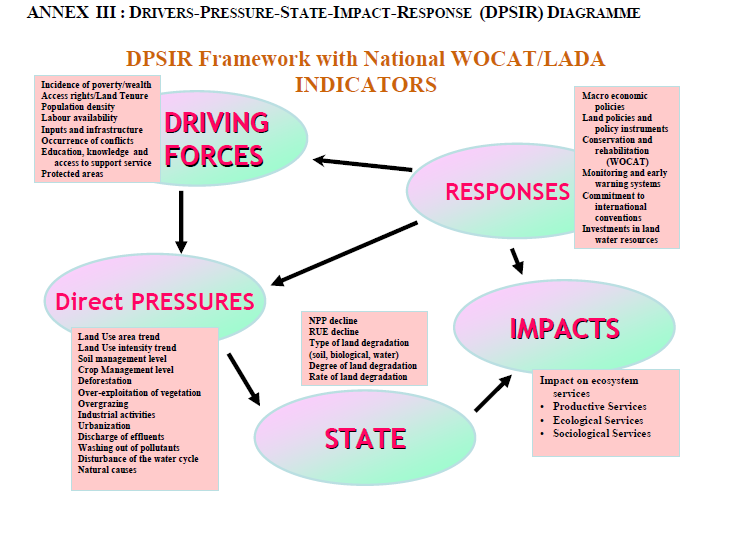 ANNEX III : DRIVERS-PRESSURE-STATE-IMPACT-RESPONSE (DPSIR) DIAGRAMME
DPSIR Framework with National WOCAT/LADA
INDICATORS
Incidence of poverty/wealth
Access rights/Land Tenure
Population density
Labour availability
Inputs and infrastructure
Occurrence of conflicts
Education, knowledge and
access to support service
Protected areas
DRIVING
FORCES
RESPONSES
Macro economic
policies
Land policies and
policy instruments
Conservation and
rehabilitation
(WOCAT)
Monitoring and early
warning systems
Commitment to
international
conventions
Investments in land
water resources
Direct PRESSURES
Land Use area trend
Land Use intensity trend
Soil management level
Crop Management level
Deforestation
Over-exploitation of vegetation
Overgrazing
Industrial activities
Urbanization
Discharge of effluents
Washing out of pollutants
Disturbance of the water cycle
Natural causes
NPP decline
RUE decline
Type of land degradation
(soil, biological, water)
Degree of land degradation
Rate of land degradation
STATE
IMPACTS
Impact on ecosystem
services
• Productive Services
• Ecological Services
• Sociological Services